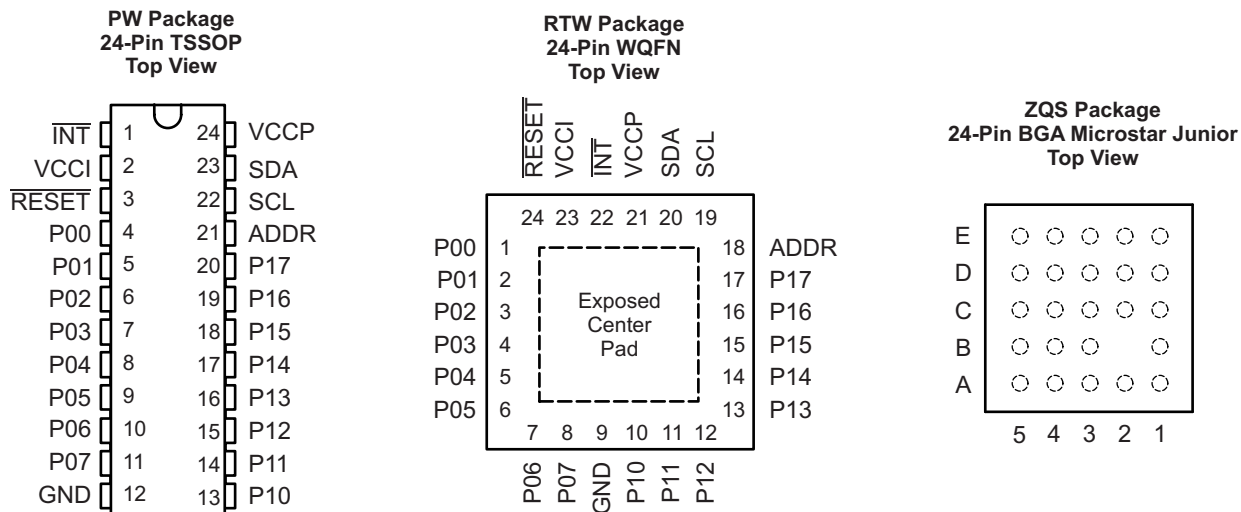 PW Package
24-Pin TSSOP
Top View
INT 1 24 VCCP
VCCI 2 23 SDA
RESET 3 22 SCL
P00 4 21 ADDR
P01 5 20 P17
P02 6 19 P16
P03 7 18 P15
P04 8 17 P14
P05 9 16 P13
P06 10 15 P12
P07 11 14 P11
GND 12 13 P10
RTW Package
24-Pin WQFN
Top View
RESET VCCI INT VCCP SDA SCL
24 23 22 21 20 19
P00 1 18 ADDR
P01 2 17 P17
P02 3 16 P16
P03 4 15 P15
P04 5 14 P14
P05 6 13 P13
Exposed
Center
Pad
7 8 9 10 11 12
P06 P07 GND P10 P11 P12
ZQS Package
24-Pin BGA Microstar Junior
Top View
E
D
C
B
A
5 4 3 2 1